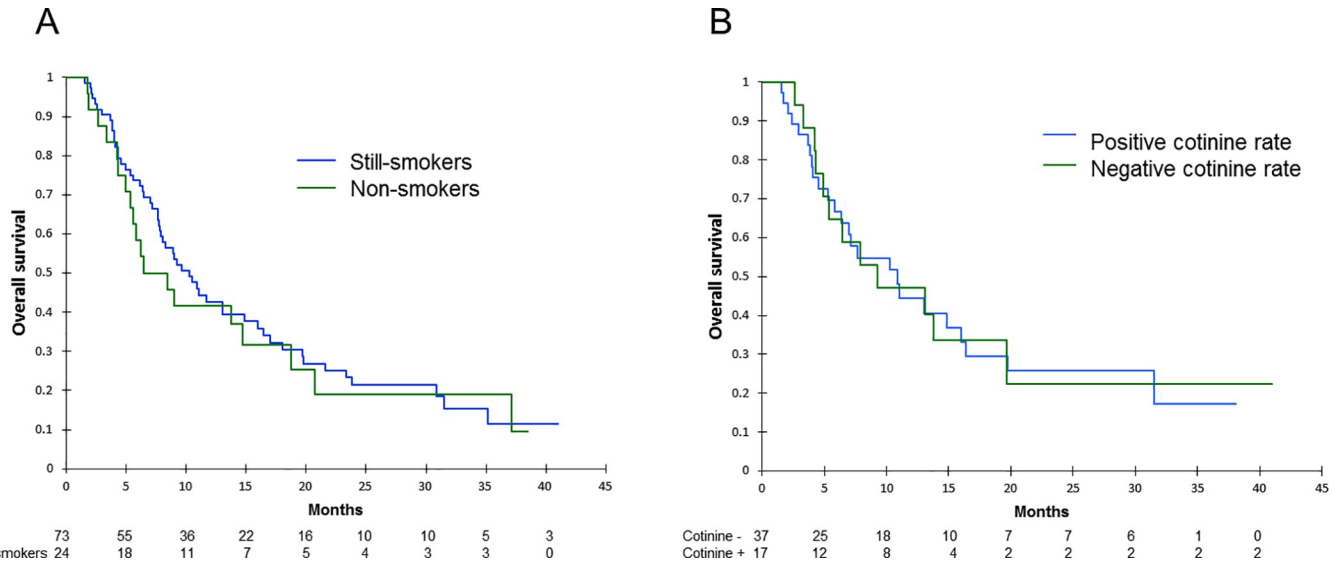 A
B
1
0.9
0.8
0.7
0.6
0.5
0.4
0.3
0.2
0.1
0
Overall survival
Still-smokers
Non-smokers
0 5 10 15 20 25 30 35 40 45
Months
73 55 36 22 16 10 10 5 3
smokers 24 18 11 7 5 4 3 3 0
1
0.9
0.8
0.7
0.6
0.5
0.4
0.3
0.2
0.1
0
Overall survival
Positive cotinine rate
Negative cotinine rate
0 5 10 15 20 25 30 35 40 45
Months
Cotinine - 37 25 18 10 7 7 6 1 0
Cotinine + 17 12 8 4 2 2 2 2 2